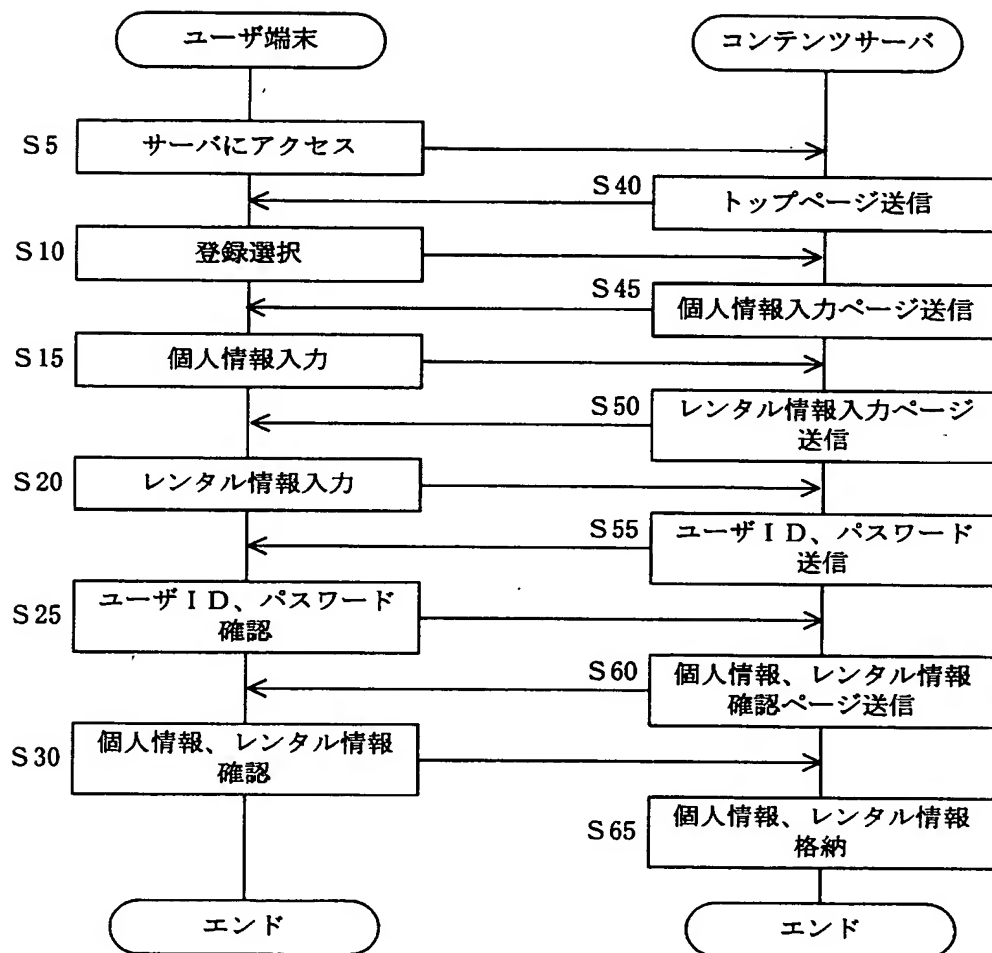 ユーザ端末
コンテンツサーバ
S5
サーバにアクセス
S40
トップページ送信
S10
登録選択
S45
個人情報入力ページ送信
S15
個人情報入力
S50
レンタル情報入力ページ
送信
S20
レンタル情報入力
S55
ユーザID、パスワード
送信
S25
ユーザID、パスワード
確認
S60
個人情報、レンタル情報
確認ページ送信
S30
個人情報、レンタル情報
確認
S65
個人情報、レンタル情報
格納
エンド
エンド